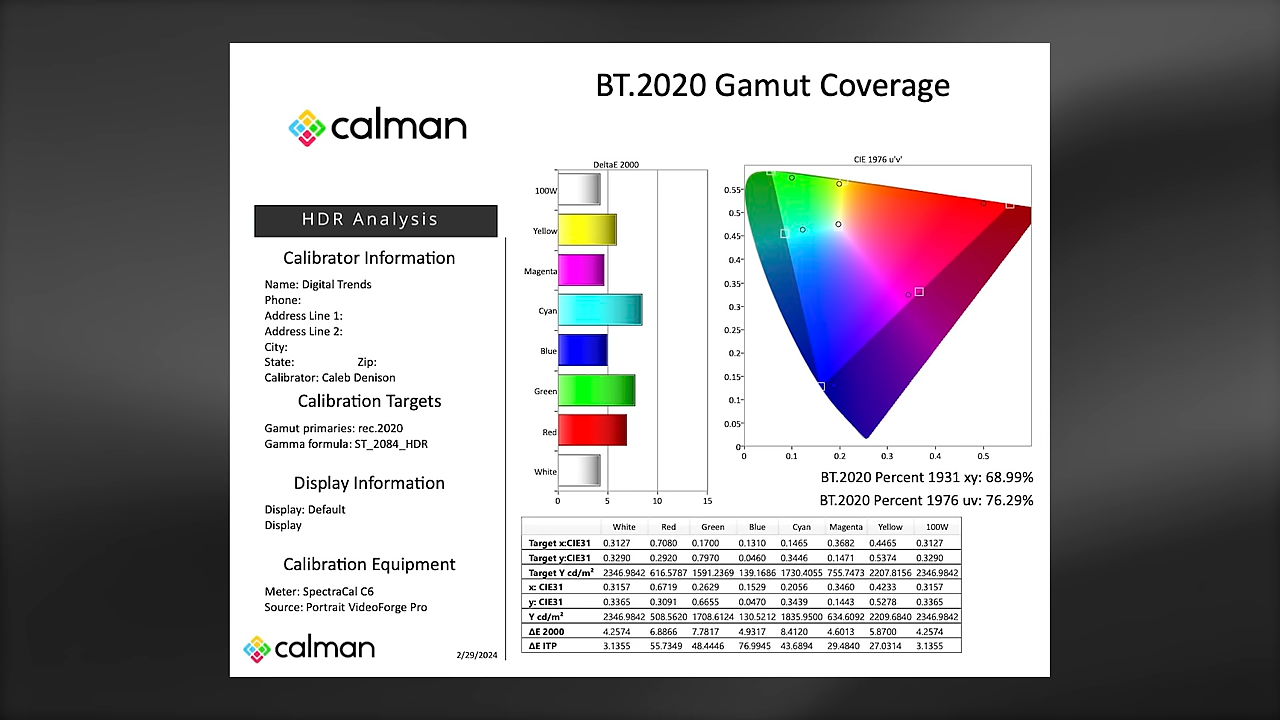 BT.2020 Gamut Coverage
calman
HDR Analysis
Calibrator Information
Name: Digital Trends
Phone:
Address Line 1:
Address Line 2:
City:
State: Zip:
Calibrator: Caleb Denison
Calibration Targets
Gamut primaries: rec.2020
Gamma formula: ST_2084_HDR
Display Information
Display: Default
Display
Calibration Equipment
Meter: SpectraCal C6
Source: Portrait VideoForge Pro
calman
2/29/2024
DeltaE 2000
100W
Yellow
Magenta
Cyan
Blue
Green
Red
White
0 5 10 15
CIE 1976 u'v'
0.55
0.5
0.45
0.4
0.35
0.3
0.25
0.2
0.15
0.1
0.05
0
0 0.1 0.2 0.3 0.4 0.5
BT.2020 Percent 1931 xy: 68.99%
BT.2020 Percent 1976 uv: 76.29%
White Red Green Blue Cyan Magenta Yellow 100W
Target x:CIE31 0.3127 0.7080 0.1700 0.1310 0.1465 0.3682 0.4465 0.3127
Target y:CIE31 0.3290 0.2920 0.7970 0.0460 0.3446 0.1471 0.5374 0.3290
Target Y cd/m² 2346.9842 616.5787 1591.2369 139.1686 1730.4055 755.7473 2207.8156 2346.9842
x: CIE31 0.3157 0.6719 0.2629 0.1529 0.2056 0.3460 0.4233 0.3157
y: CIE31 0.3365 0.3091 0.6655 0.0470 0.3439 0.1443 0.5278 0.3365
Y cd/m² 2346.9842 508.5620 1708.6124 130.5212 1835.9500 634.6092 2209.6840 2346.9842
ΔE 2000 4.2574 6.8866 7.7817 4.9317 8.4120 4.6013 5.8700 4.2574
ΔE ITP 3.1355 55.7349 48.4446 76.9945 43.6894 29.4840 27.0314 3.1355